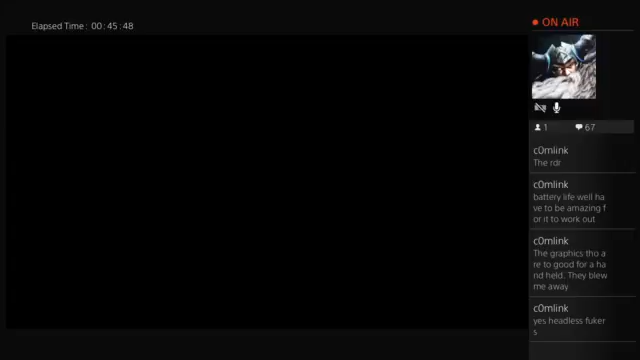 Elapsed Time : 00 : 45 : 48
ON AIR
1
67
c0mlink
The rdr
c0mlink
battery life well ha
ve to be amazing f
or it to work out
c0mlink
The graphics tho a
re to good for a ha
nd held. They blew
me away
c0mlink
yes headless fuker
s